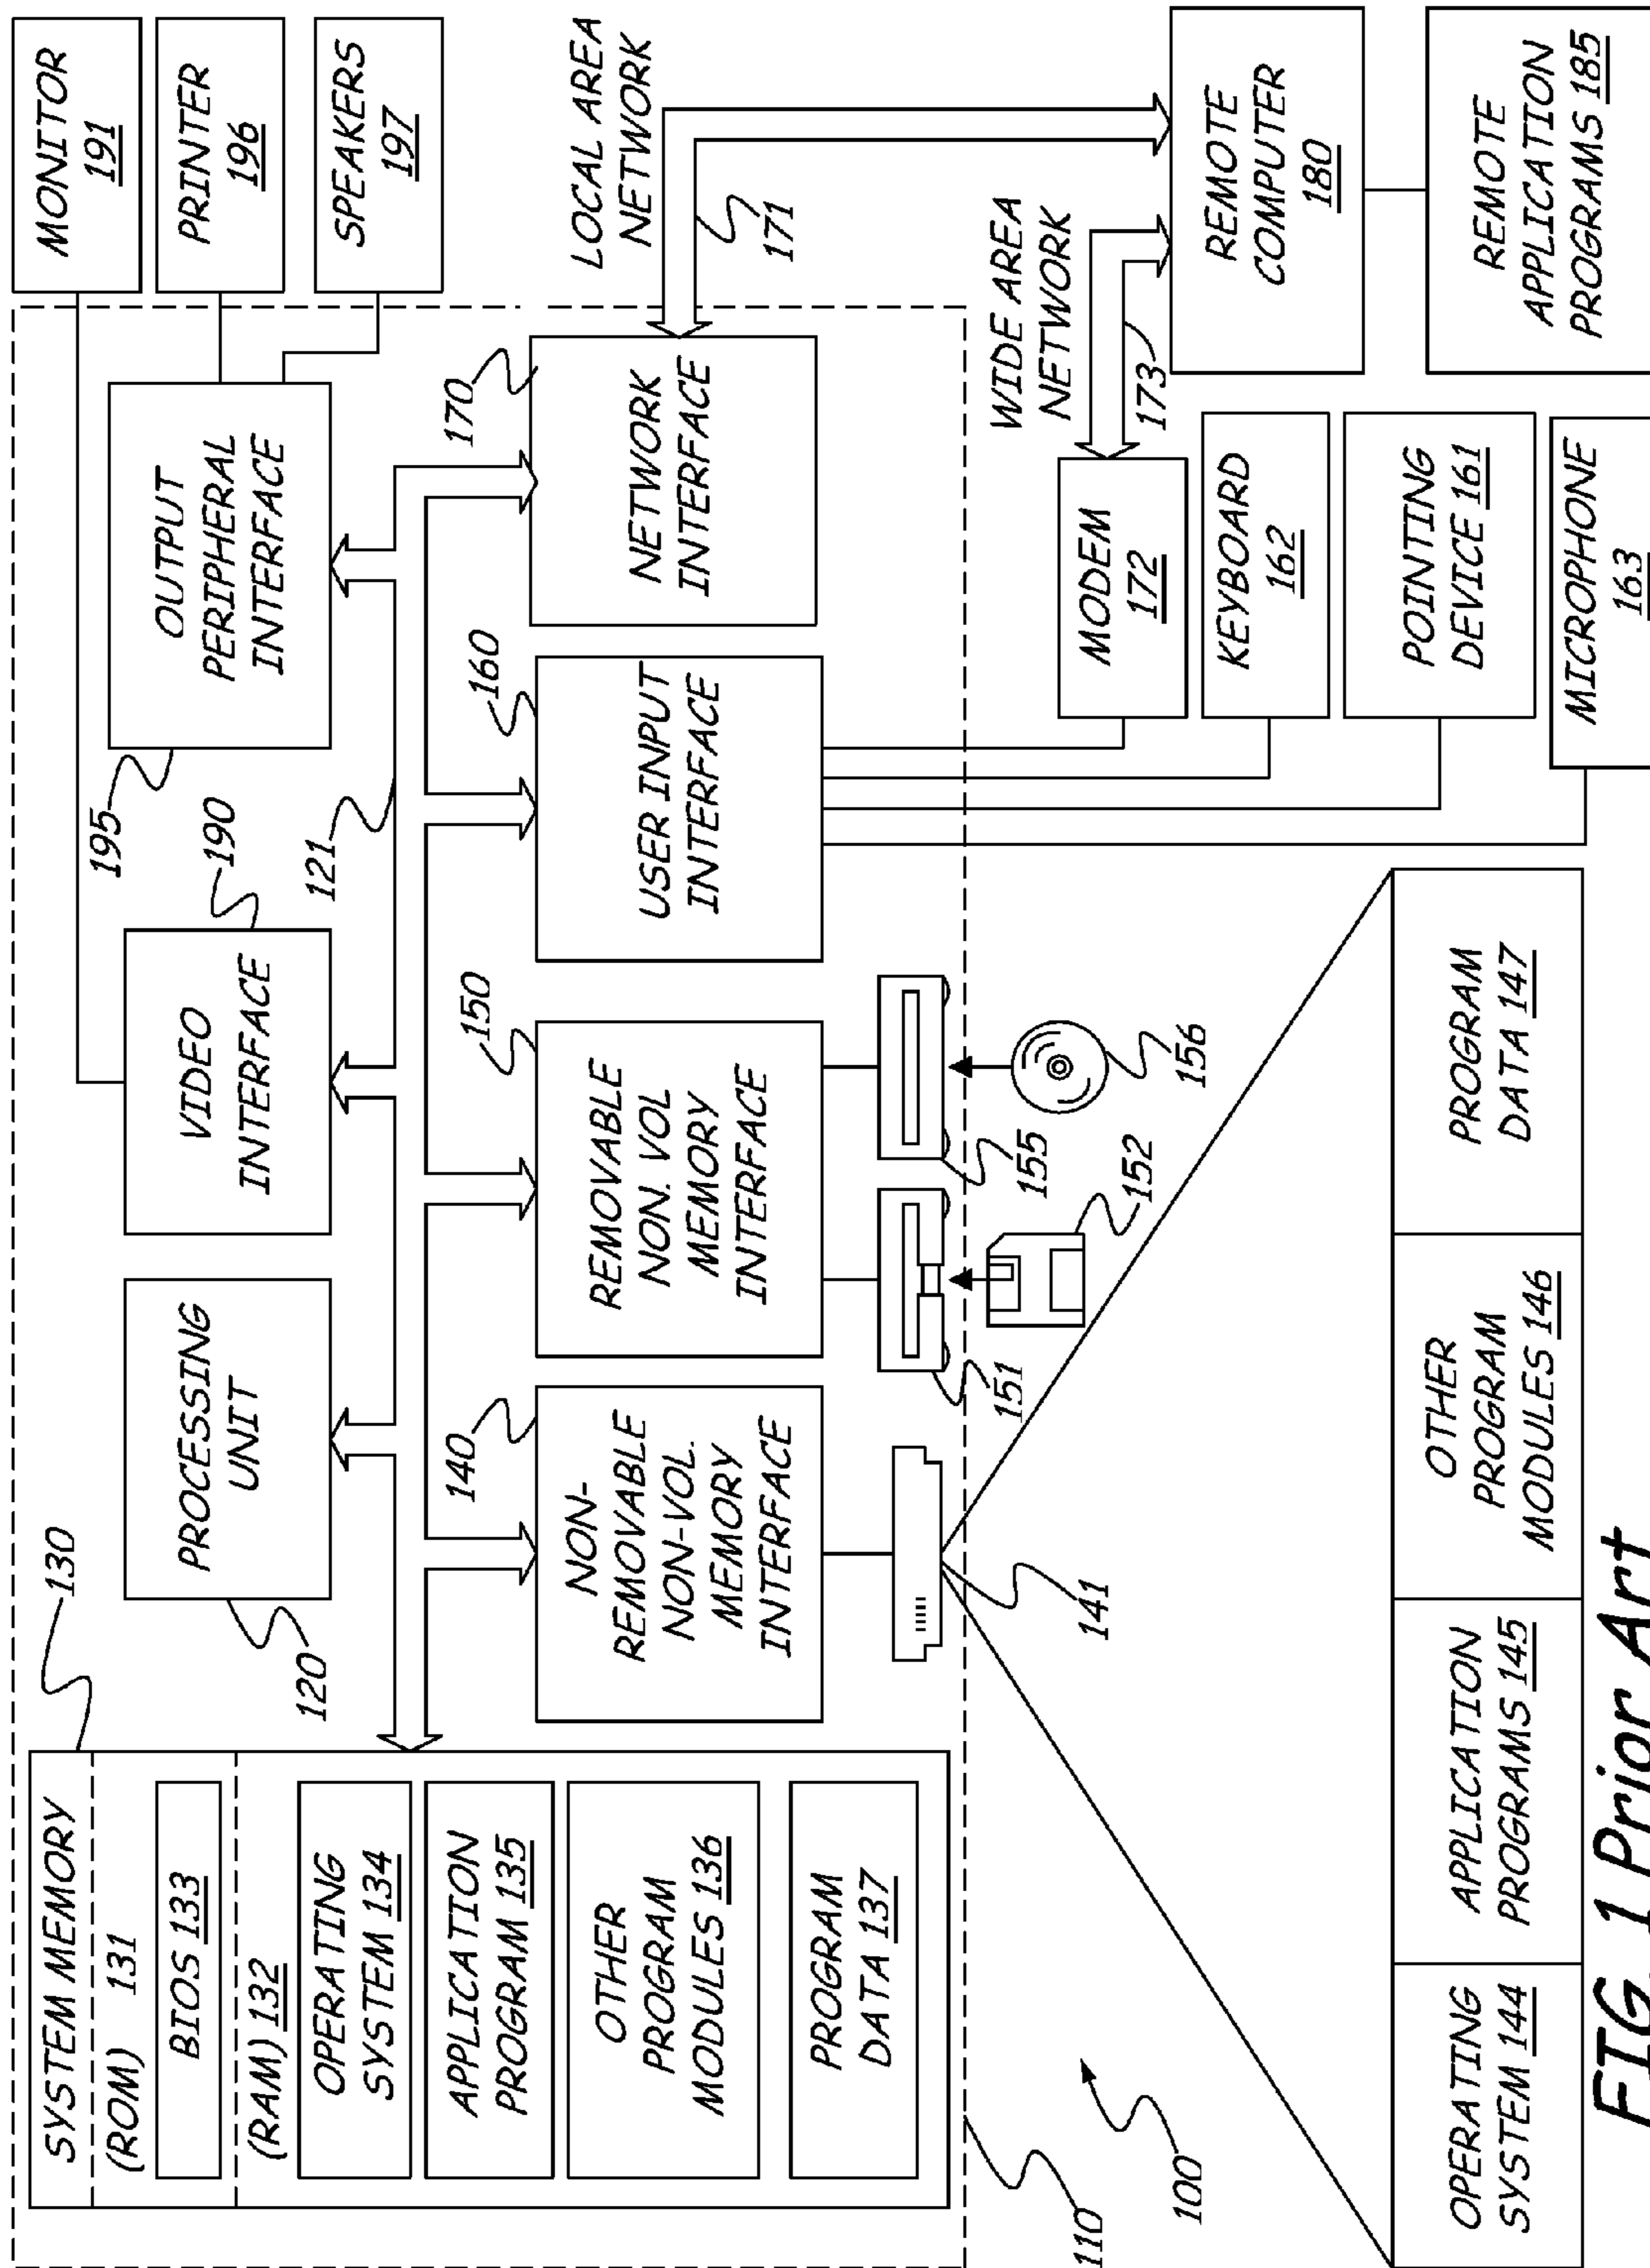 SYSTEM MEMORY
(ROM) 131
BIOS 133
(RAM) 132
OPERATING
SYSTEM 134
APPLICATION
PROGRAM 135
OTHER
PROGRAM
MODULES 136
PROGRAM
DATA 137
130
PROCESSING
UNIT
120
VIDEO
INTERFACE
190
OUTPUT
PERIPHERAL
INTERFACE
195
121
MONITOR
191
PRINTER
196
SPEAKERS
197
NON-
REMOVABLE
NON-VOL.
MEMORY
INTERFACE
140
REMOVABLE
NON. VOL
MEMORY
INTERFACE
150
USER INPUT
INTERFACE
160
NETWORK
INTERFACE
170
LOCAL AREA
NETWORK
171
WIDE AREA
NETWORK
173
141
151
155
152
156
MODEM
172
KEYBOARD
162
POINTING
DEVICE 161
MICROPHONE
163
REMOTE
COMPUTER
180
REMOTE
APPLICATION
PROGRAMS 185
110
100
OPERATING
SYSTEM 144
APPLICATION
PROGRAMS 145
OTHER
PROGRAM
MODULES 146
PROGRAM
DATA 147
FIG. 1 Prior Art